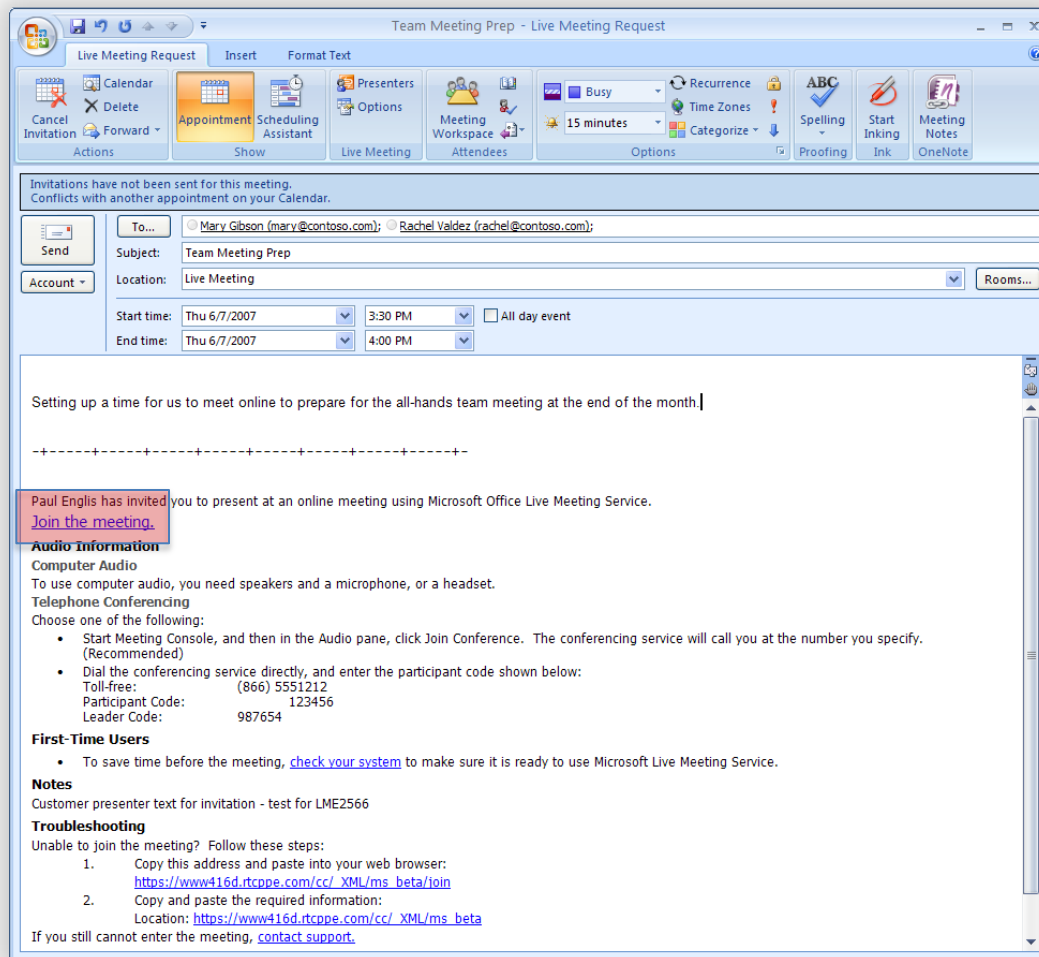 Team Meeting Prep - Live Meeting Request
Live Meeting Request Insert Format Text
Cancel Invitation
Calendar
Delete
Forward
Actions
Appointment
Scheduling Assistant
Show
Presenters
Options
Live Meeting
Meeting Workspace
Attendees
Busy
15 minutes
Recurrence
Time Zones
Categorize
Options
ABC
Spelling
Proofing
Start Inking
Ink
Meeting Notes
OneNote
Invitations have not been sent for this meeting.
Conflicts with another appointment on your Calendar.
Send
Account
To... Mary Gibson (mary@contoso.com); Rachel Valdez (rachel@contoso.com);
Subject: Team Meeting Prep
Location: Live Meeting Rooms...
Start time: Thu 6/7/2007 3:30 PM All day event
End time: Thu 6/7/2007 4:00 PM
Setting up a time for us to meet online to prepare for the all-hands team meeting at the end of the month.
-+-----+-----+-----+-----+-----+-----+-----+-----+-
Paul Englis has invited you to present at an online meeting using Microsoft Office Live Meeting Service.
Join the meeting.
Audio Information
Computer Audio
To use computer audio, you need speakers and a microphone, or a headset.
Telephone Conferencing
Choose one of the following:
• Start Meeting Console, and then in the Audio pane, click Join Conference. The conferencing service will call you at the number you specify.
(Recommended)
• Dial the conferencing service directly, and enter the participant code shown below:
Toll-free: (866) 5551212
Participant Code: 123456
Leader Code: 987654
First-Time Users
• To save time before the meeting, check your system to make sure it is ready to use Microsoft Live Meeting Service.
Notes
Customer presenter text for invitation - test for LME2566
Troubleshooting
Unable to join the meeting? Follow these steps:
1. Copy this address and paste into your web browser:
https://www416d.rtcppe.com/cc/_XML/ms_beta/join
2. Copy and paste the required information:
Location: https://www416d.rtcppe.com/cc/_XML/ms_beta
If you still cannot enter the meeting, contact support.